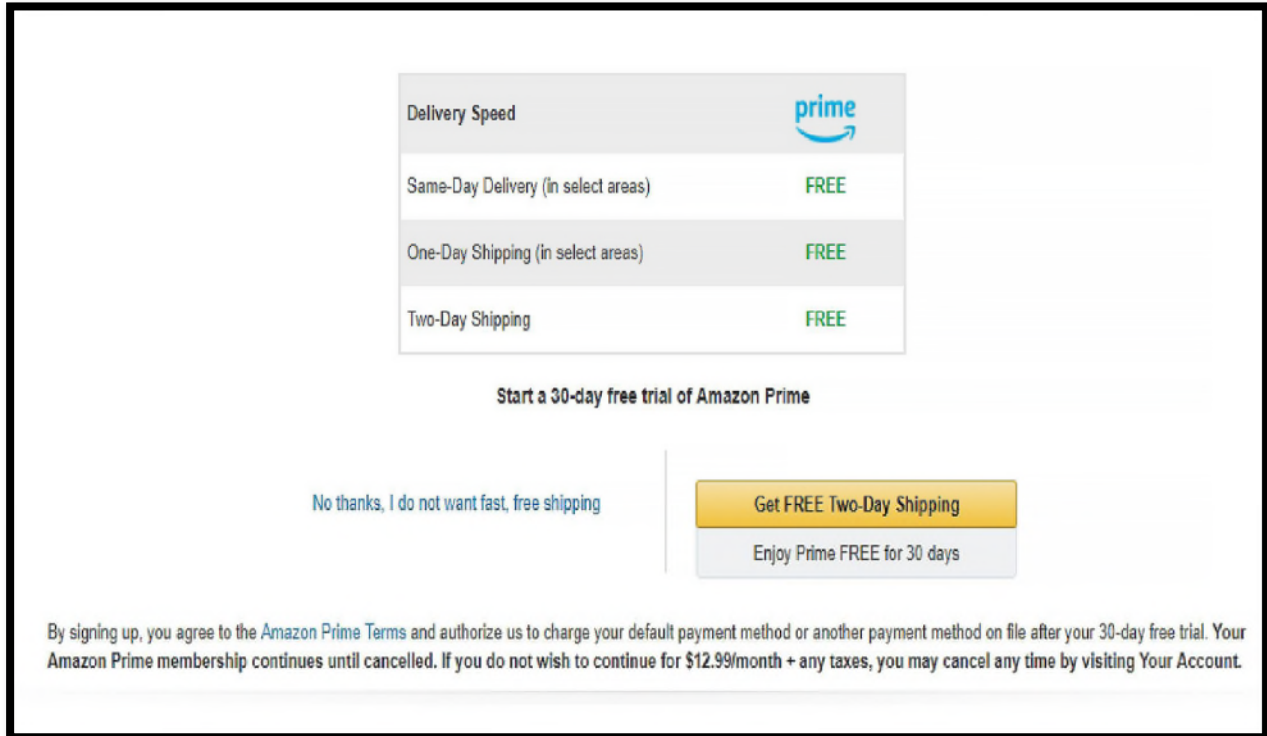 Delivery Speed prime
Same-Day Delivery (in select areas) FREE
One-Day Shipping (in select areas) FREE
Two-Day Shipping FREE
Start a 30-day free trial of Amazon Prime
No thanks, I do not want fast, free shipping
Get FREE Two-Day Shipping
Enjoy Prime FREE for 30 days
By signing up, you agree to the Amazon Prime Terms and authorize us to charge your default payment method or another payment method on file after your 30-day free trial. Your
Amazon Prime membership continues until cancelled. If you do not wish to continue for $12.99/month + any taxes, you may cancel any time by visiting Your Account.